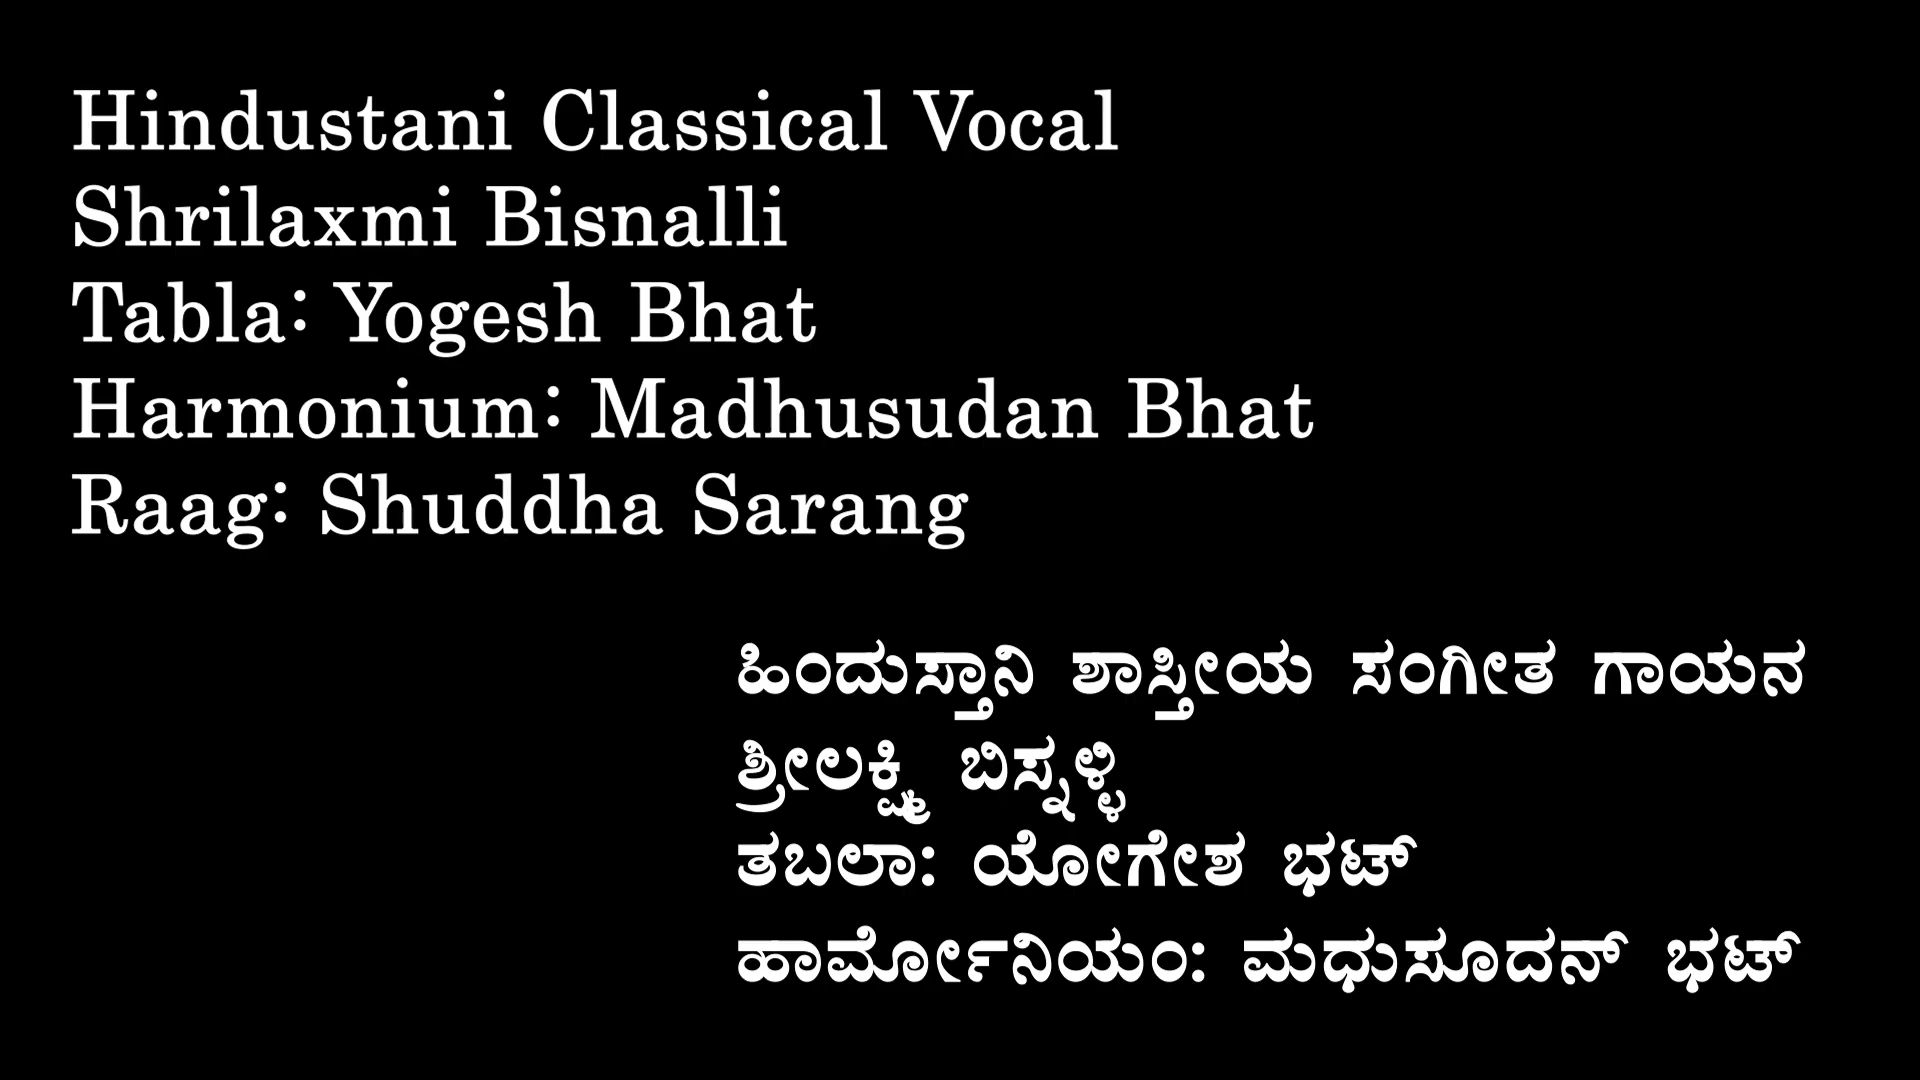 Hindustani Classical Vocal
Shrilaxmi Bisnalli
Tabla: Yogesh Bhat
Harmonium: Madhusudan Bhat
Raag: Shuddha Sarang
ಹಿಂದುಸ್ತಾನಿ ಶಾಸ್ತ್ರೀಯ ಸಂಗೀತ ಗಾಯನ
ಶ್ರೀಲಕ್ಷ್ಮಿ ಬಿಸ್ನಳ್ಳಿ
ತಬಲಾ: ಯೋಗೇಶ ಭಟ್
ಹಾರ್ಮೋನಿಯಂ: ಮಧುಸೂದನ್ ಭಟ್